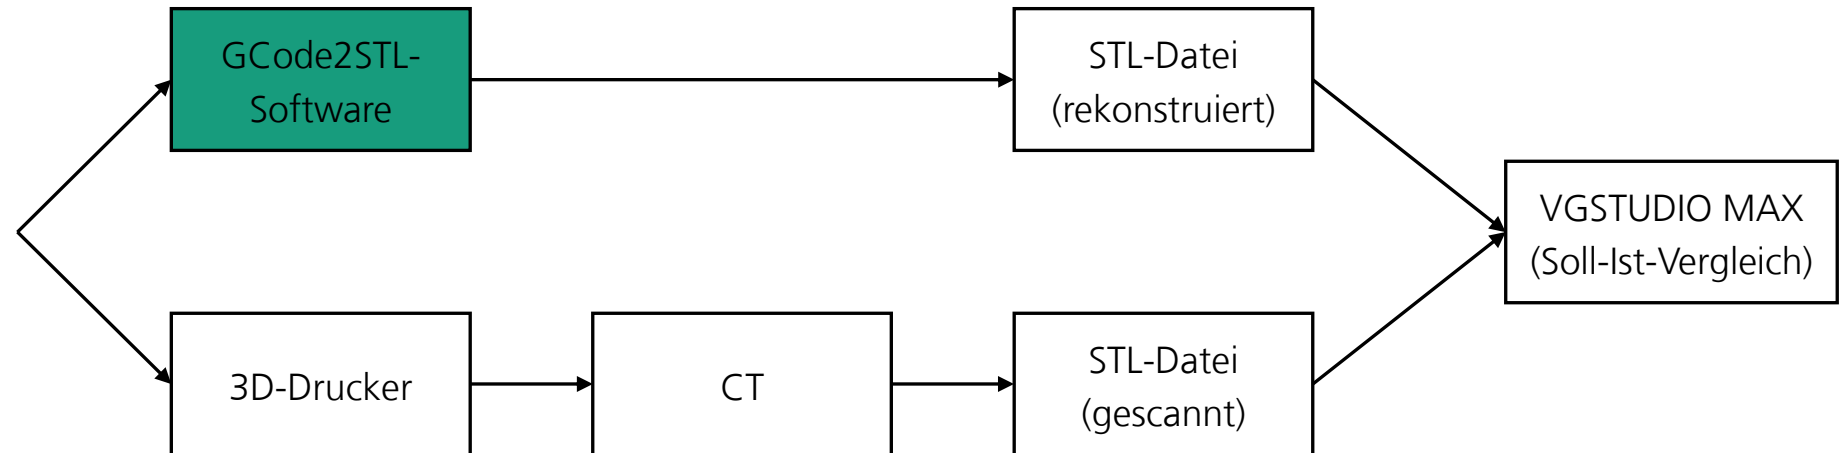 GCode2STL-
Software
STL-Datei
(rekonstruiert)
VGSTUDIO MAX
(Soll-Ist-Vergleich)
3D-Drucker
CT
STL-Datei
(gescannt)